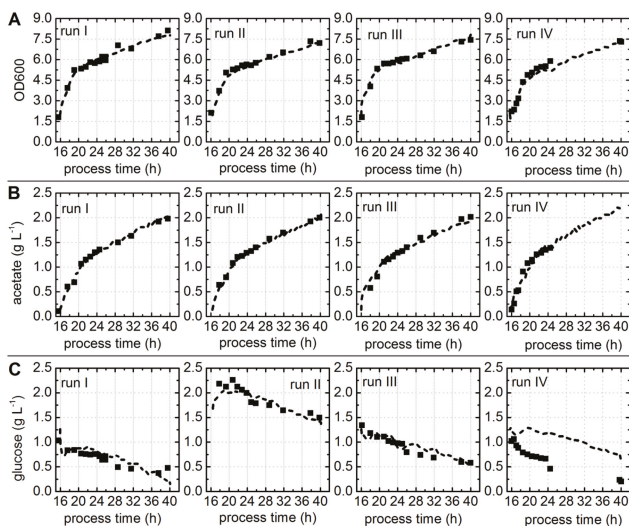 A
OD600
9.0 7.5 6.0 4.5 3.0 1.5 0.0
run I
16 20 24 28 32 36 40
process time (h)
9.0 7.5 6.0 4.5 3.0 1.5 0.0
run II
16 20 24 28 32 36 40
process time (h)
9.0 7.5 6.0 4.5 3.0 1.5 0.0
run III
16 20 24 28 32 36 40
process time (h)
9.0 7.5 6.0 4.5 3.0 1.5 0.0
run IV
16 20 24 28 32 36 40
process time (h)
B
acetate (g L⁻¹)
2.5 2.0 1.5 1.0 0.5 0.0
run I
16 20 24 28 32 36 40
process time (h)
2.5 2.0 1.5 1.0 0.5 0.0
run II
16 20 24 28 32 36 40
process time (h)
2.5 2.0 1.5 1.0 0.5 0.0
run III
16 20 24 28 32 36 40
process time (h)
2.5 2.0 1.5 1.0 0.5 0.0
run IV
16 20 24 28 32 36 40
process time (h)
C
glucose (g L⁻¹)
2.5 2.0 1.5 1.0 0.5 0.0
run I
16 20 24 28 32 36 40
process time (h)
2.5 2.0 1.5 1.0 0.5 0.0
run II
16 20 24 28 32 36 40
process time (h)
2.5 2.0 1.5 1.0 0.5 0.0
run III
16 20 24 28 32 36 40
process time (h)
2.5 2.0 1.5 1.0 0.5 0.0
run IV
16 20 24 28 32 36 40
process time (h)